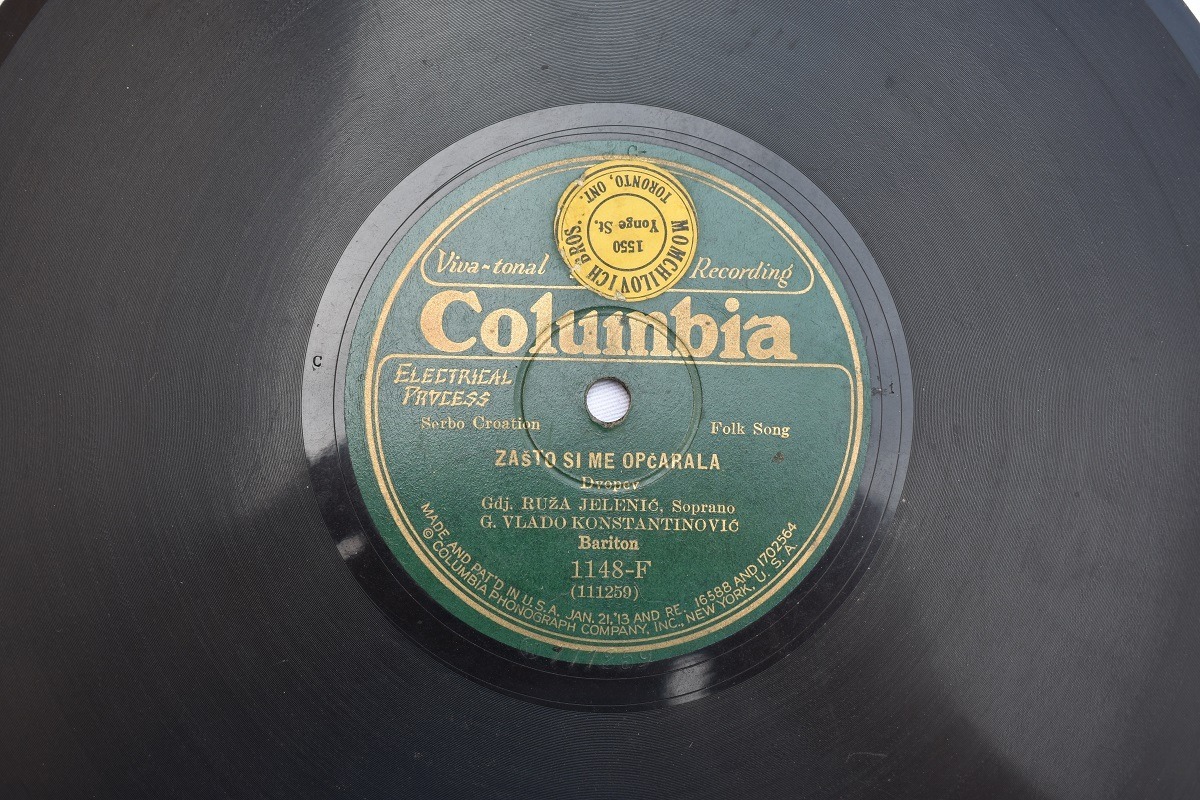 C-
MOMCHILOVICH BROS.
1550
Yonge St.
TORONTO, ONT.
Viva-tonal Recording
Columbia
ELECTRICAL
PROCESS
Serbo Croation Folk Song
ZAŠTO SI ME OPČARALA
Dvopev
Gdj. RUŽA JELENIĆ, Soprano
G. VLADO KONSTANTINOVIĆ
Bariton
1148-F
(111259)
MADE AND PAT'D IN U.S.A. JAN. 21,'13 AND RE. 16588 AND 1702564
© COLUMBIA PHONOGRAPH COMPANY, INC., NEW YORK, U.S.A.
C
1